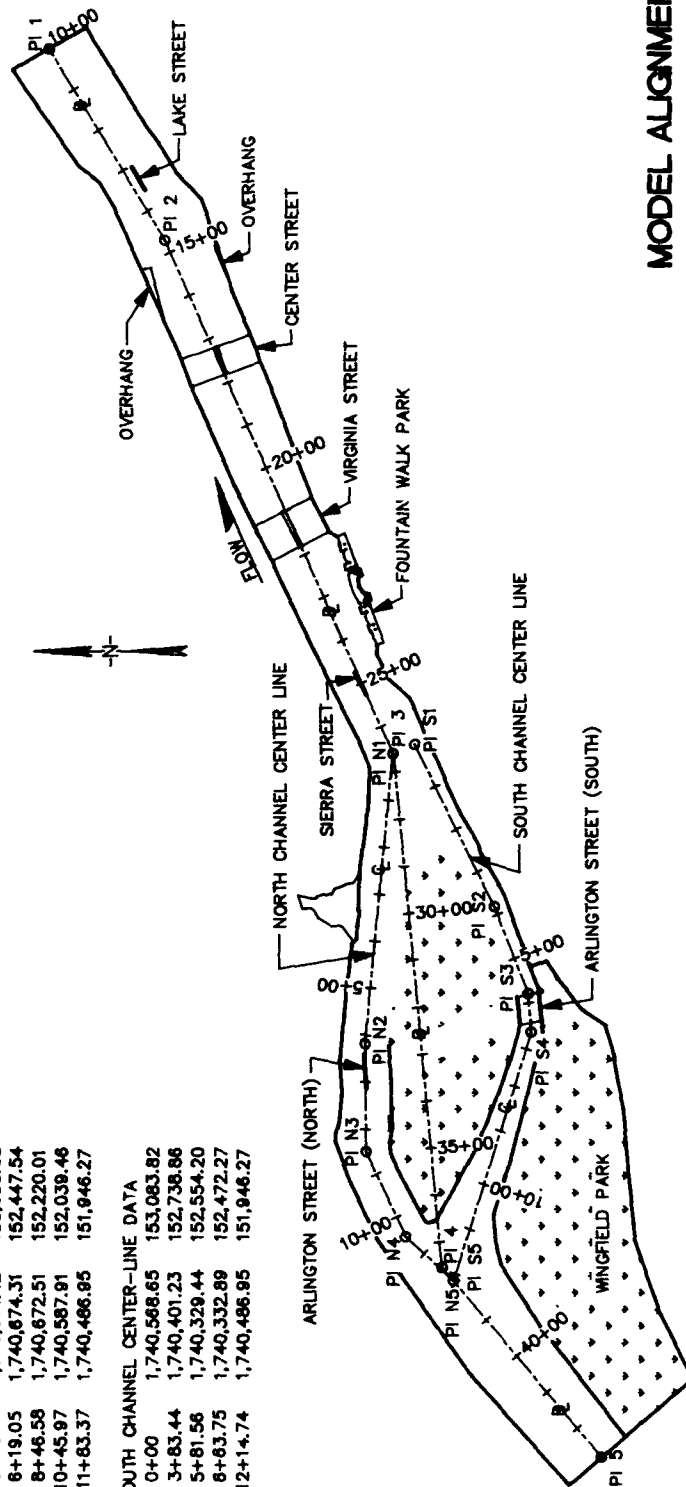 6+19.05 1,740,674.31 152,447.54
8+46.58 1,740,672.51 152,220.01
10+45.97 1,740,587.91 152,039.46
11+83.37 1,740,486.95 151,946.27
OUTH CHANNEL CENTER-LINE DATA
0+00 1,740,568.65 153,083.82
3+83.44 1,740,401.23 152,738.86
5+81.56 1,740,329.44 152,554.20
6+63.75 1,740,332.89 152,472.27
12+14.74 1,740,486.95 151,946.27
PI 1
10+00
LAKE STREET
PI 2
15+00
OVERHANG
OVERHANG
CENTER STREET
20+00
VIRGINIA STREET
FLOW
FOUNTAIN WALK PARK
-N-
25+00
SIERRA STREET
NORTH CHANNEL CENTER LINE
PI N1
PI 3
PI S1
SOUTH CHANNEL CENTER LINE
30+00
PI S2
5+00
5+00
PI S3
ARLINGTON STREET (SOUTH)
PI N2
PI S4
ARLINGTON STREET (NORTH)
PI N3
35+00
10+00
10+00
PI N4
PI 4
PI N5
PI S5
WINGFIELD PARK
40+00
PI 5
MODEL ALIGNME